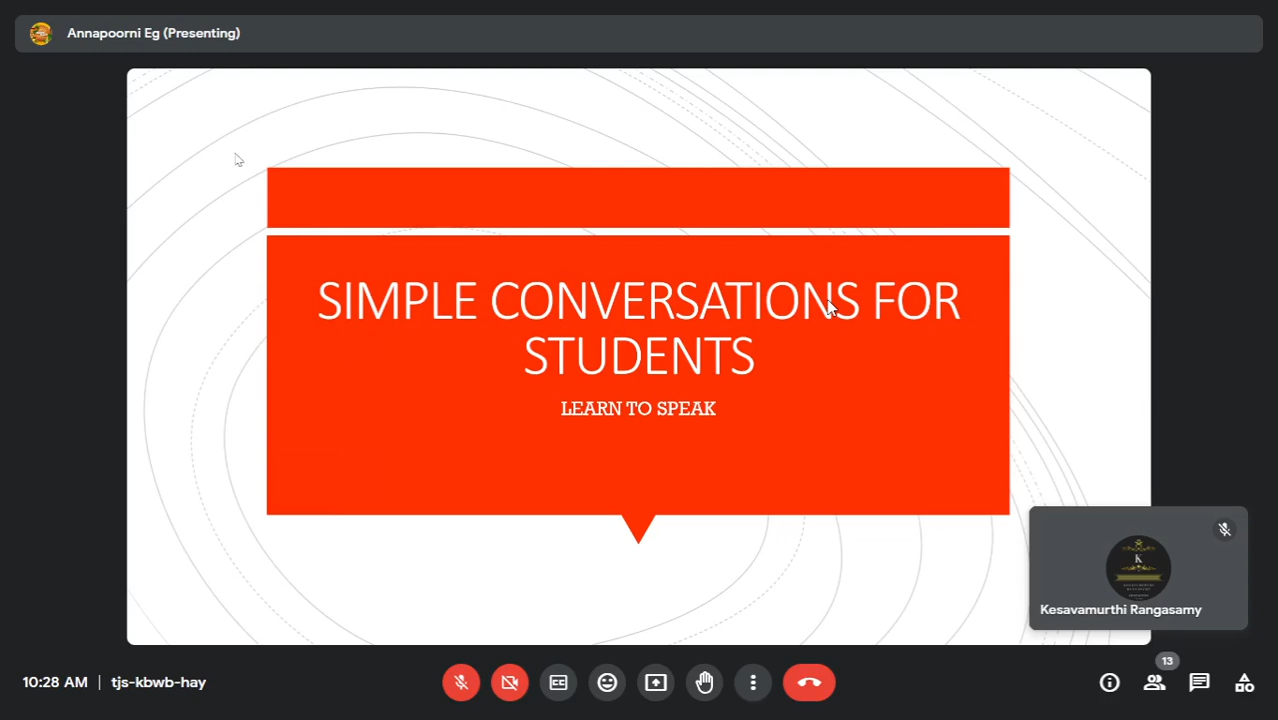 Annapoorni Eg (Presenting)
SIMPLE CONVERSATIONS FOR
STUDENTS
LEARN TO SPEAK
K
Kesavamurthi Rangasamy
13
10:28 AM | tjs-kbwb-hay
CC